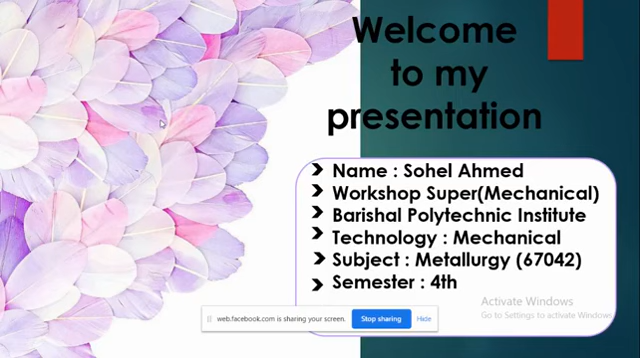 Welcome
to my
presentation
Name : Sohel Ahmed
Workshop Super(Mechanical)
Barishal Polytechnic Institute
Technology : Mechanical
Subject : Metallurgy (67042)
Semester : 4th
Activate Windows
Go to Settings to activate Windows.
web.facebook.com is sharing your screen.
Stop sharing
Hide